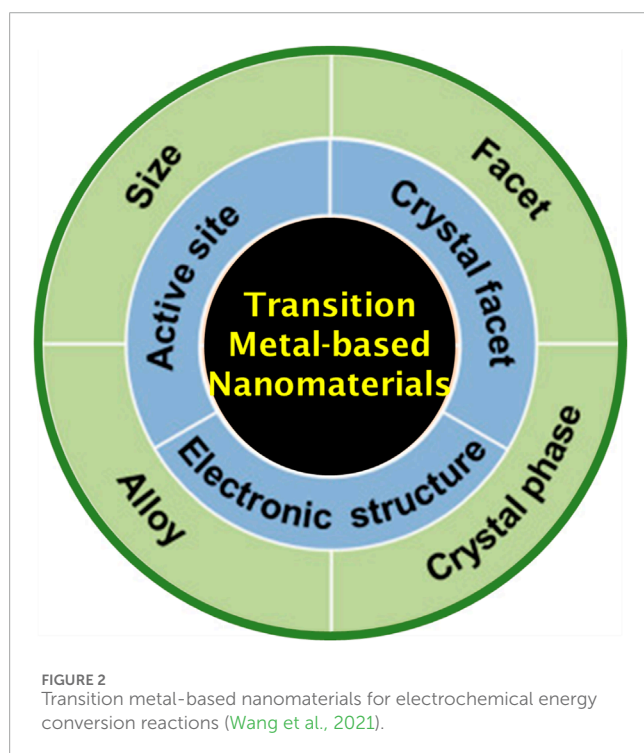 Size
Facet
Active site
Crystal facet
Transition
Metal-based
Nanomaterials
Electronic structure
Alloy
Crystal phase
FIGURE 2
Transition metal-based nanomaterials for electrochemical energy
conversion reactions (Wang et al., 2021).